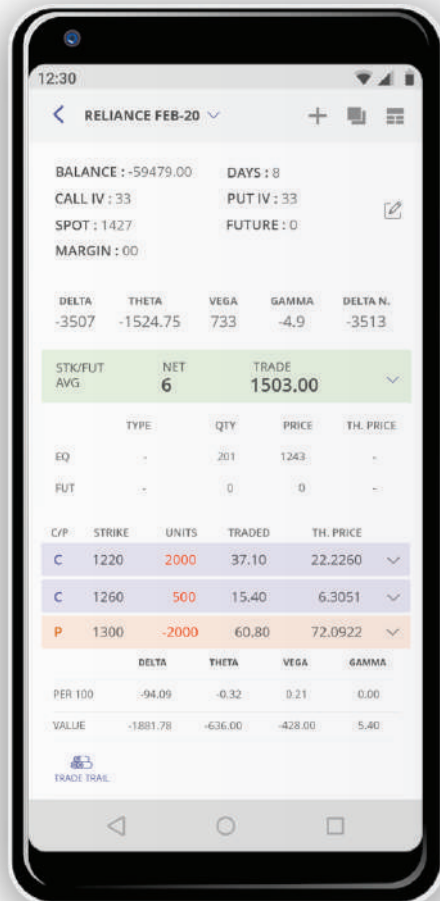 12:30
RELIANCE FEB-20
BALANCE : -59479.00 DAYS : 8
CALL IV : 33 PUT IV : 33
SPOT : 1427 FUTURE : 0
MARGIN : 00
DELTA THETA VEGA GAMMA DELTA N.
-3507 -1524.75 733 -4.9 -3513
STK/FUT NET TRADE
AVG 6 1503.00
TYPE QTY PRICE TH. PRICE
EQ - 201 1243 -
FUT - 0 0 -
C/P STRIKE UNITS TRADED TH. PRICE
C 1220 2000 37.10 22.2260
C 1260 500 15.40 6.3051
P 1300 -2000 60.80 72.0922
DELTA THETA VEGA GAMMA
PER 100 -94.09 -0.32 0.21 0.00
VALUE -1881.78 -636.00 -428.00 5.40
TRADE TRAIL